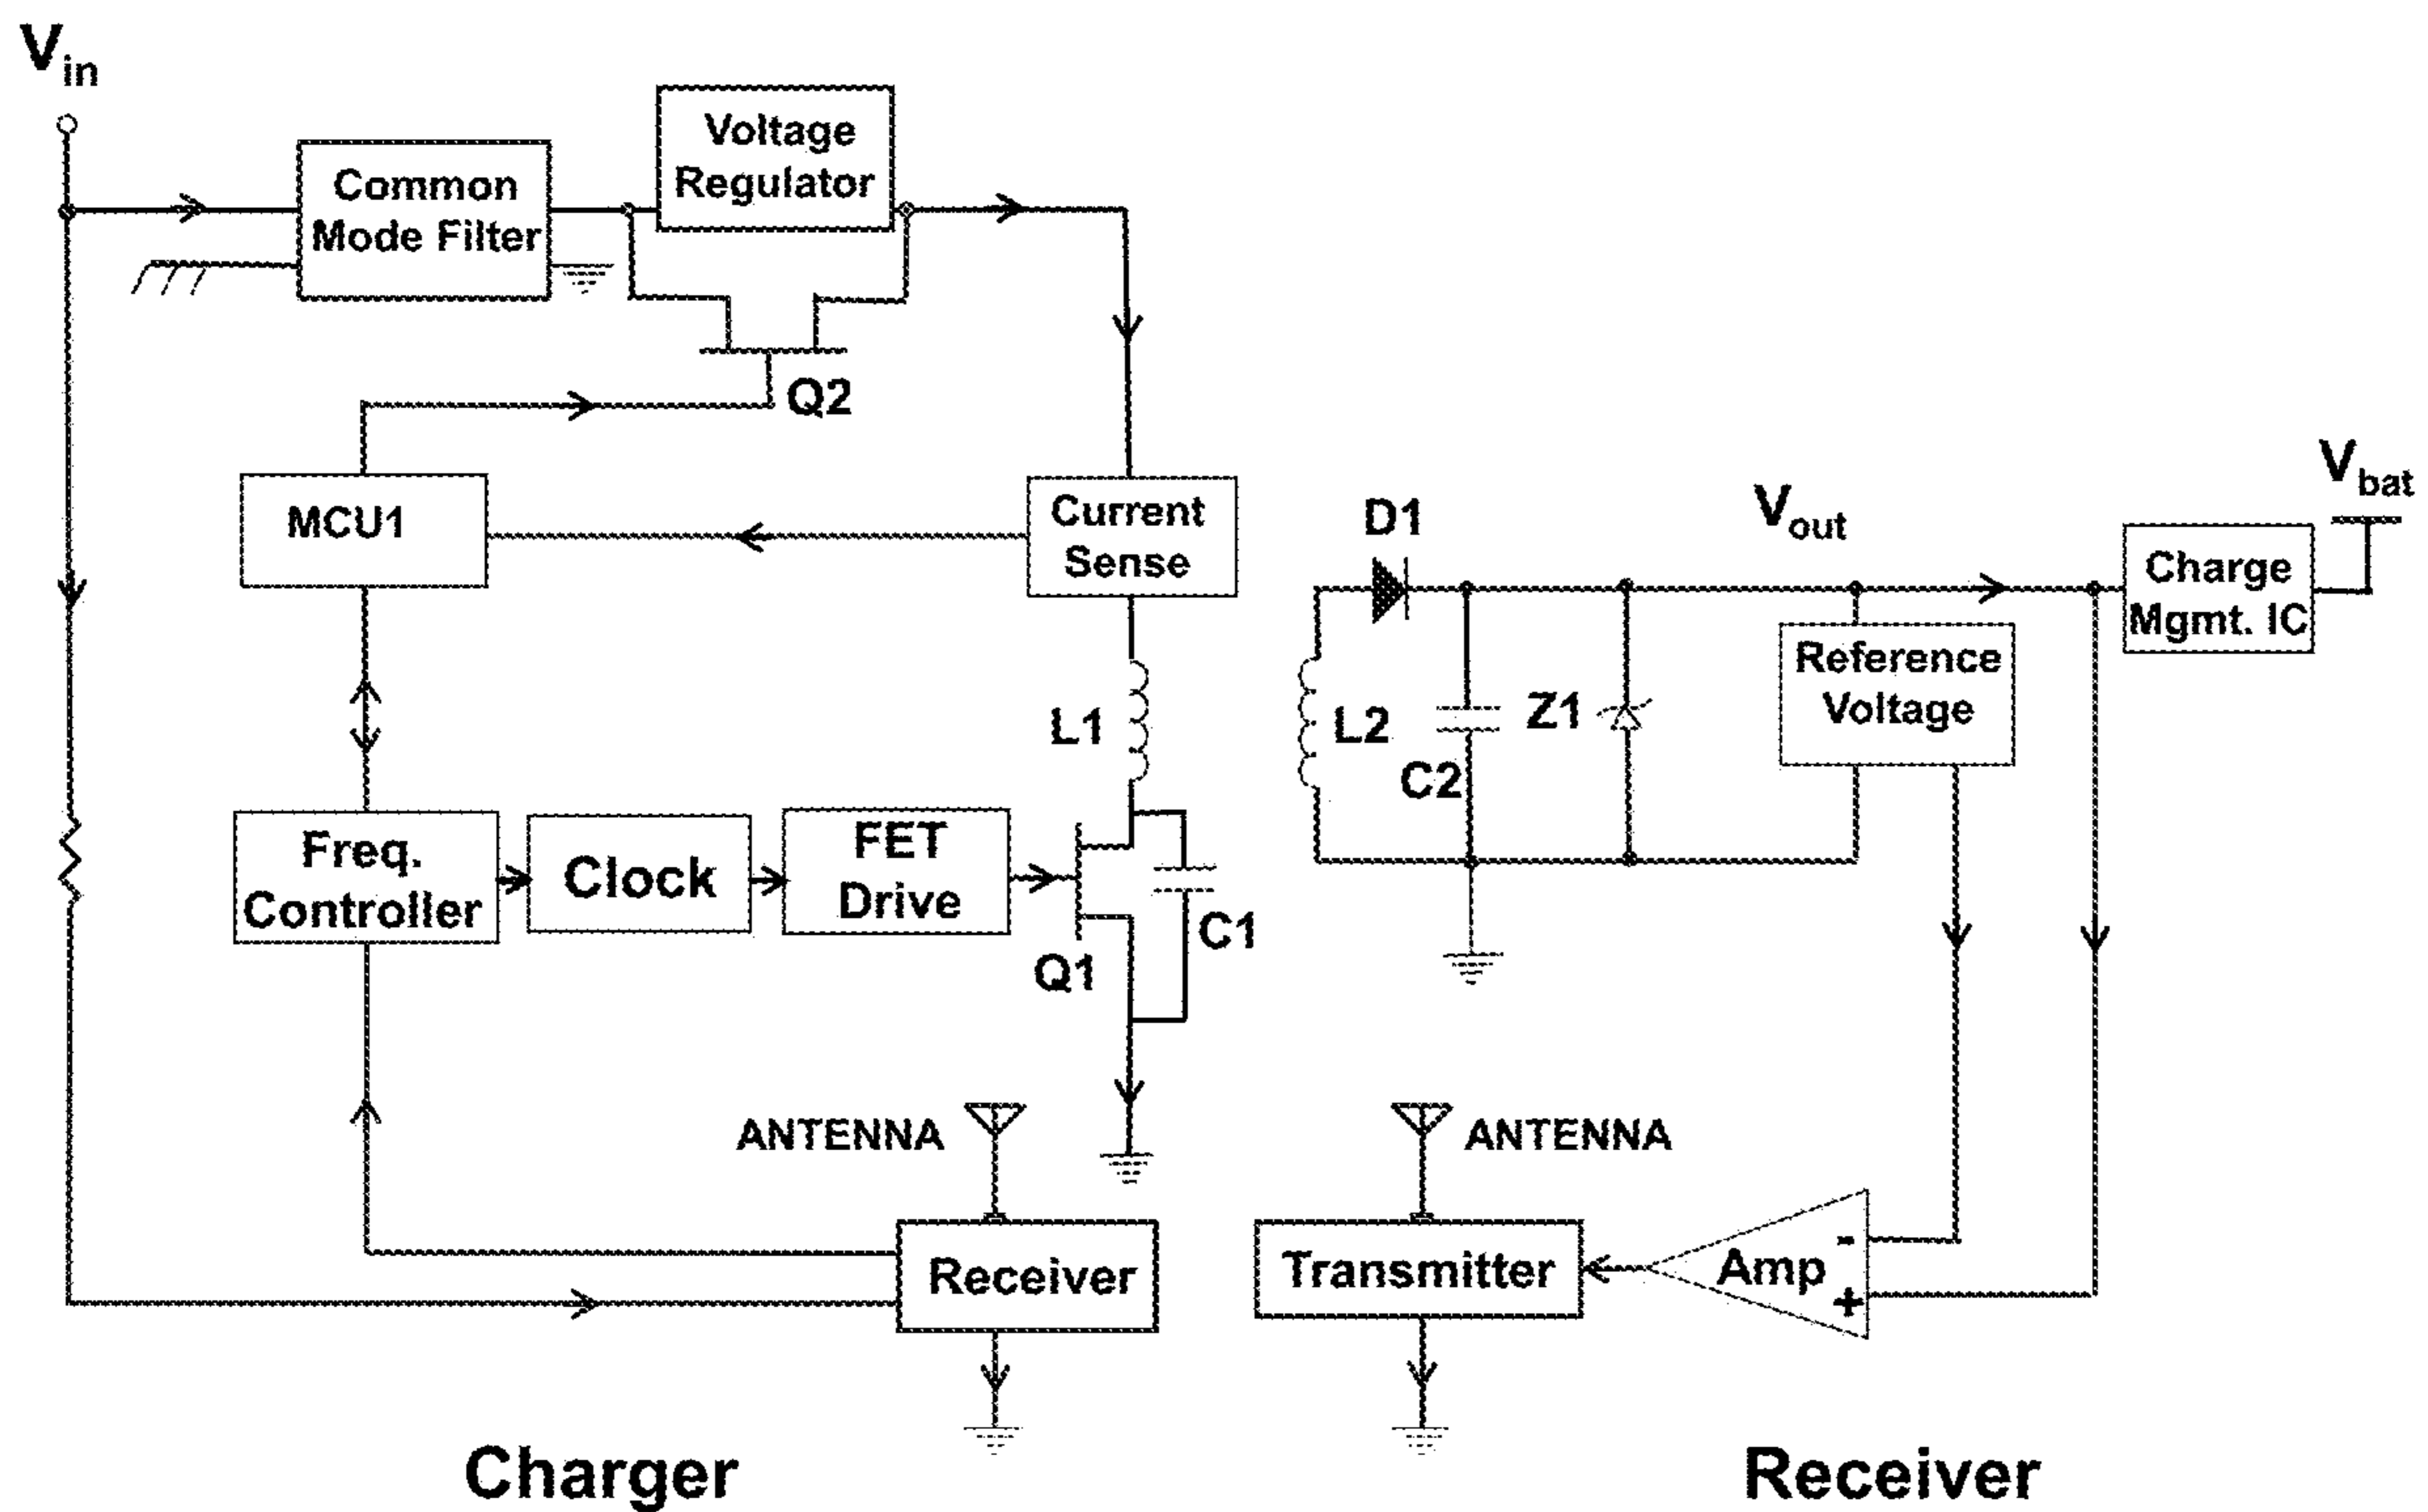 Vin
Voltage
Regulator
Common
Mode Filter
Q2
MCU1
Current
Sense
L1
Freq.
Controller
Clock
FET
Drive
Q1
C1
ANTENNA
Receiver
Charger
D1
Vout
Vbat
Charge
Mgmt. IC
Reference
Voltage
L2
C2
Z1
ANTENNA
Transmitter
Amp
-
+
Receiver